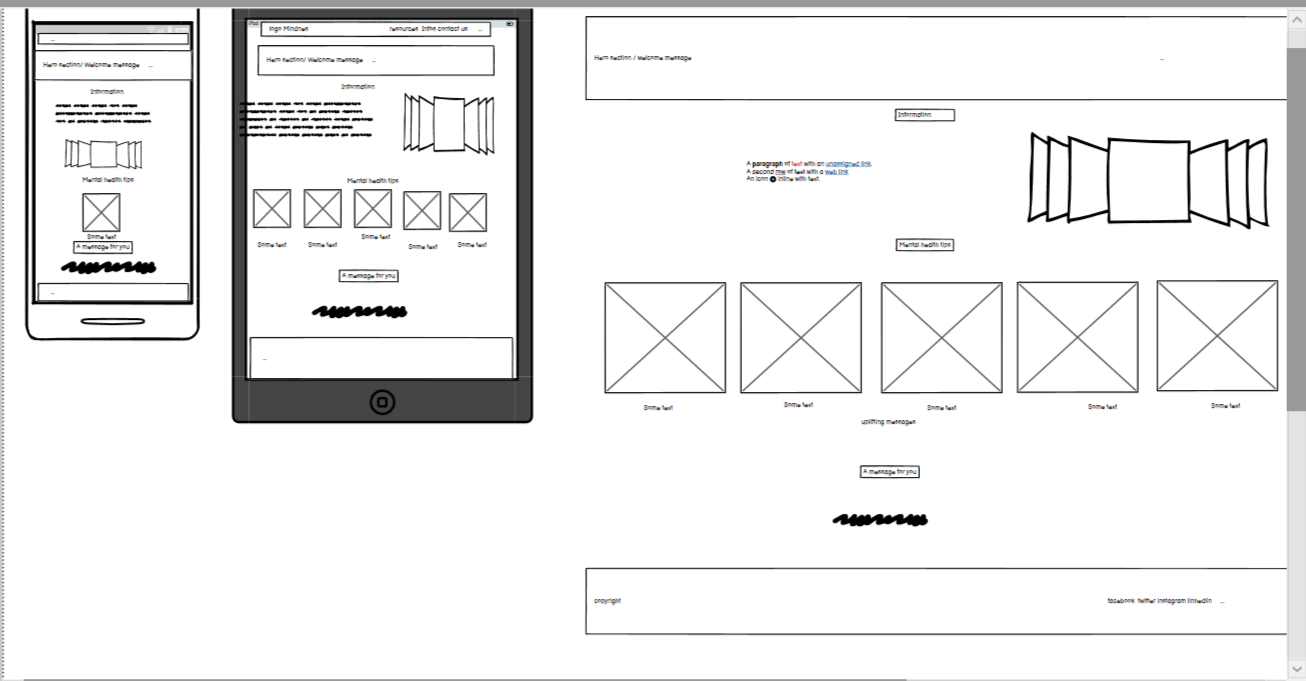 Hero section/ Welcome message
Information
Mental health tips
Some text
A message for you
iPad
logo Mindnes
resources Infos contact us
Hero section/ Welcome message
Information
Mental health tips
Some text
Some text
Some text
Some text
Some text
A message for you
Hero section / welcome message
Information
A paragraph of text with an unassigned link
A second row of text with a web link
An icon inline with text.
Mental health tips
Some text
Some text
Some text
Some text
Some text
uplifting messages
A message for you
copyright
facebook twitter instagram linkedin